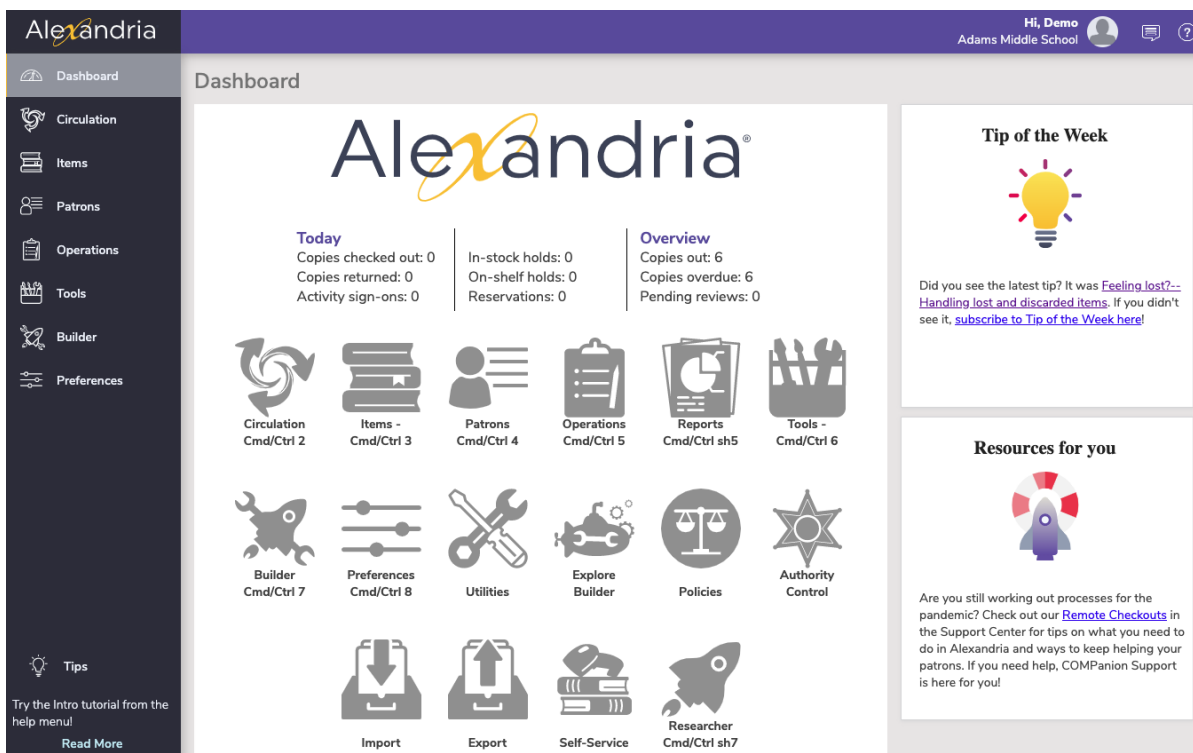 Alexandria
Hi, Demo
Adams Middle School
?
Dashboard
Circulation
Items
Patrons
Operations
Tools
Builder
Preferences
Tips
Try the Intro tutorial from the
help menu!
Read More
Dashboard
Alexandria®
Today
Copies checked out: 0
Copies returned: 0
Activity sign-ons: 0
In-stock holds: 0
On-shelf holds: 0
Reservations: 0
Overview
Copies out: 6
Copies overdue: 6
Pending reviews: 0
Circulation
Cmd/Ctrl 2
Items -
Cmd/Ctrl 3
Patrons
Cmd/Ctrl 4
Operations
Cmd/Ctrl 5
Reports
Cmd/Ctrl sh5
Tools -
Cmd/Ctrl 6
Builder
Cmd/Ctrl 7
Preferences
Cmd/Ctrl 8
Utilities
Explore
Builder
Policies
Authority
Control
Import
Export
Self-Service
Researcher
Cmd/Ctrl sh7
Tip of the Week
Did you see the latest tip? It was Feeling lost?--
Handling lost and discarded items. If you didn't
see it, subscribe to Tip of the Week here!
Resources for you
Are you still working out processes for the
pandemic? Check out our Remote Checkouts in
the Support Center for tips on what you need to
do in Alexandria and ways to keep helping your
patrons. If you need help, COMPanion Support
is here for you!